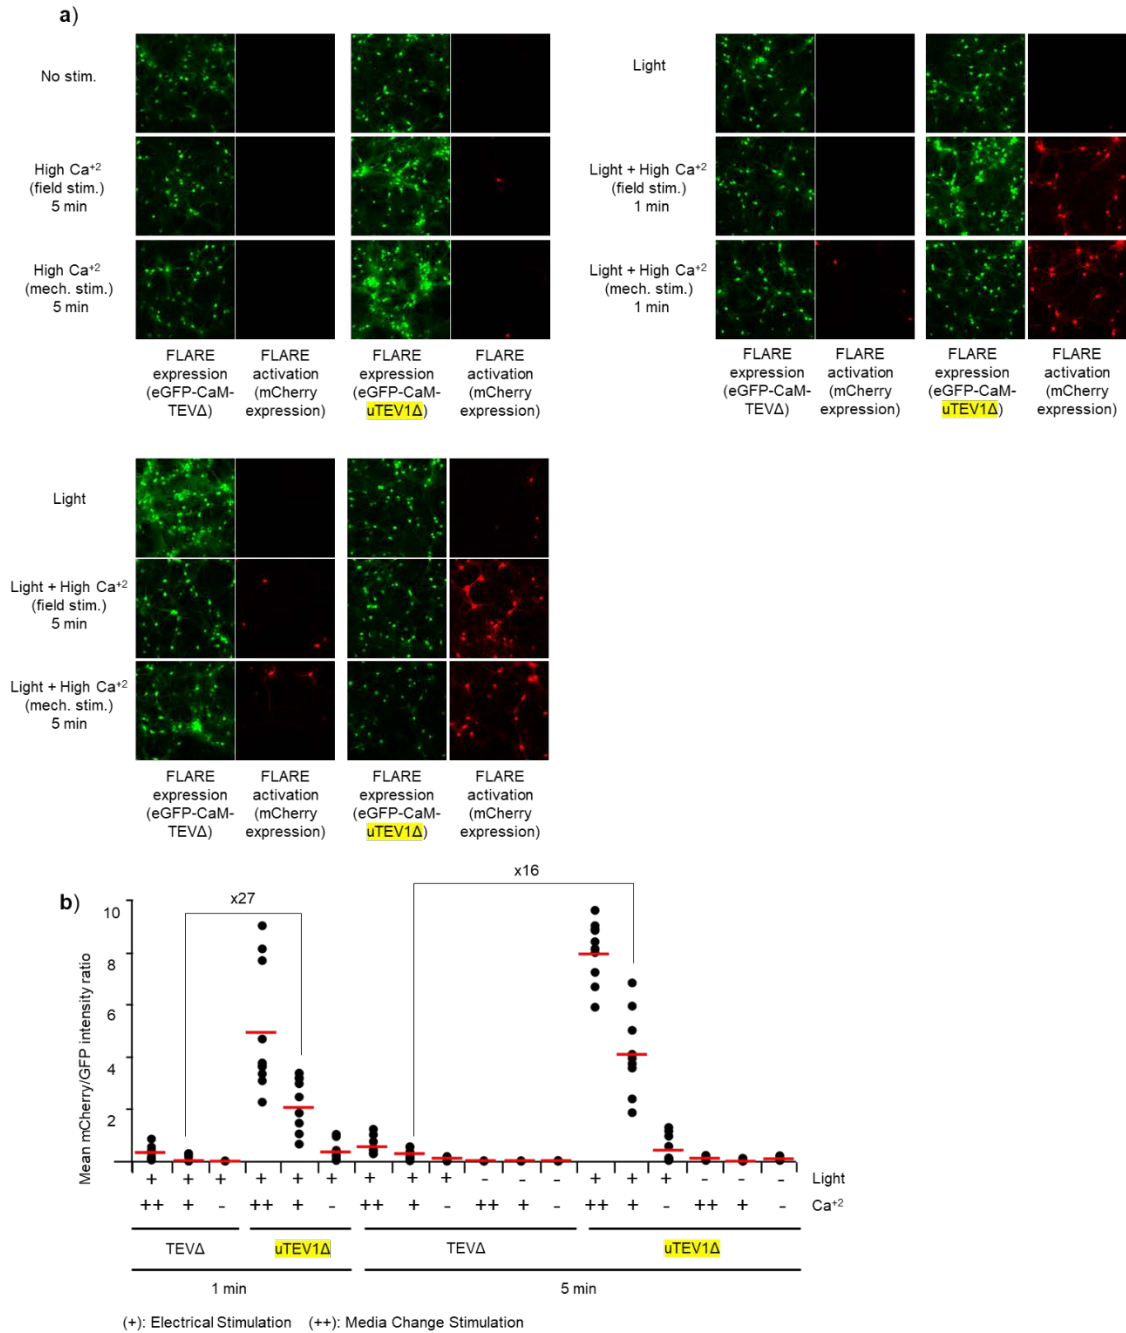 a)
No stim.
High Ca+2
(field stim.)
5 min
High Ca+2
(mech. stim.)
5 min
FLARE
expression
(eGFP-CaM-
TEVΔ)
FLARE
activation
(mCherry
expression)
FLARE
expression
(eGFP-CaM-
uTEV1Δ)
FLARE
activation
(mCherry
expression)
Light
Light + High Ca+2
(field stim.)
1 min
Light + High Ca+2
(mech. stim.)
1 min
FLARE
expression
(eGFP-CaM-
TEVΔ)
FLARE
activation
(mCherry
expression)
FLARE
expression
(eGFP-CaM-
uTEV1Δ)
FLARE
activation
(mCherry
expression)
Light
Light + High Ca+2
(field stim.)
5 min
Light + High Ca+2
(mech. stim.)
5 min
FLARE
expression
(eGFP-CaM-
TEVΔ)
FLARE
activation
(mCherry
expression)
FLARE
expression
(eGFP-CaM-
uTEV1Δ)
FLARE
activation
(mCherry
expression)
b)
x27
x16
Mean mCherry/GFP intensity ratio
10
8
6
4
2
+ + + + + + + + + - - - + + + - - - Light
++ + - ++ + - ++ + - ++ + - ++ + - ++ + - Ca+2
TEVΔ uTEV1Δ TEVΔ uTEV1Δ
1 min 5 min
(+): Electrical Stimulation (++): Media Change Stimulation